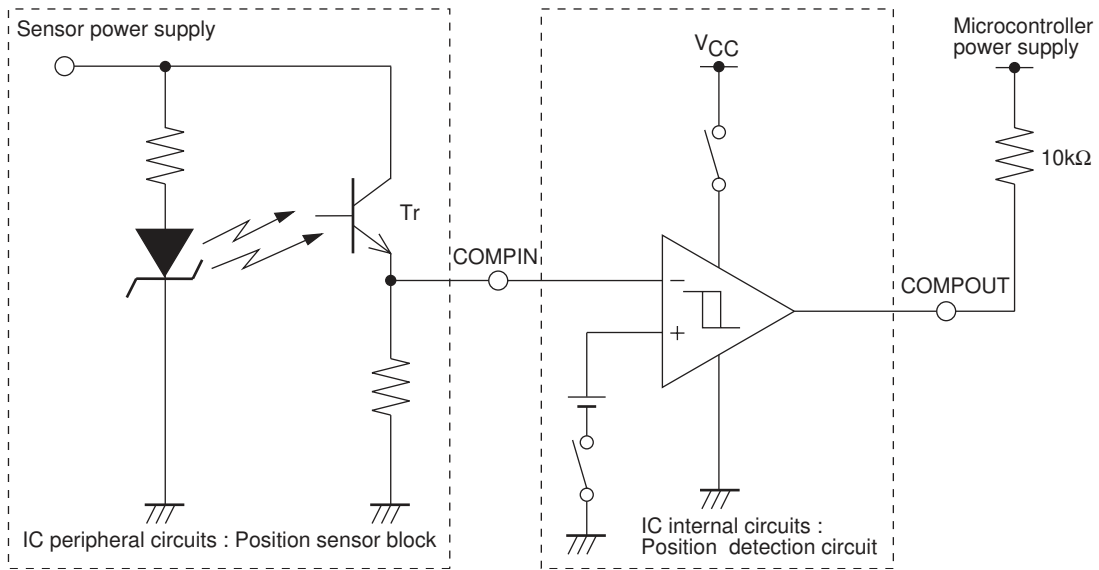 Sensor power supply
Tr
IC peripheral circuits : Position sensor block
COMPIN
VCC
−
+
IC internal circuits :
Position detection circuit
COMPOUT
Microcontroller
power supply
10kΩ